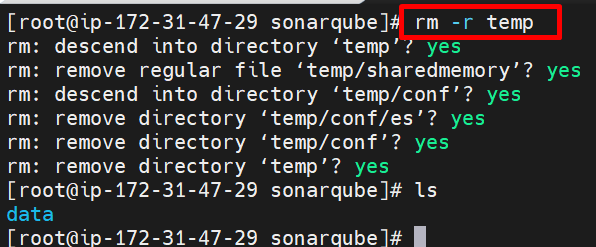 [root@ip-172-31-47-29 sonarqube]# rm -r temp
rm: descend into directory ‘temp’? yes
rm: remove regular file ‘temp/sharedmemory’? yes
rm: descend into directory ‘temp/conf’? yes
rm: remove directory ‘temp/conf/es’? yes
rm: remove directory ‘temp/conf’? yes
rm: remove directory ‘temp’? yes
[root@ip-172-31-47-29 sonarqube]# ls
data
[root@ip-172-31-47-29 sonarqube]#